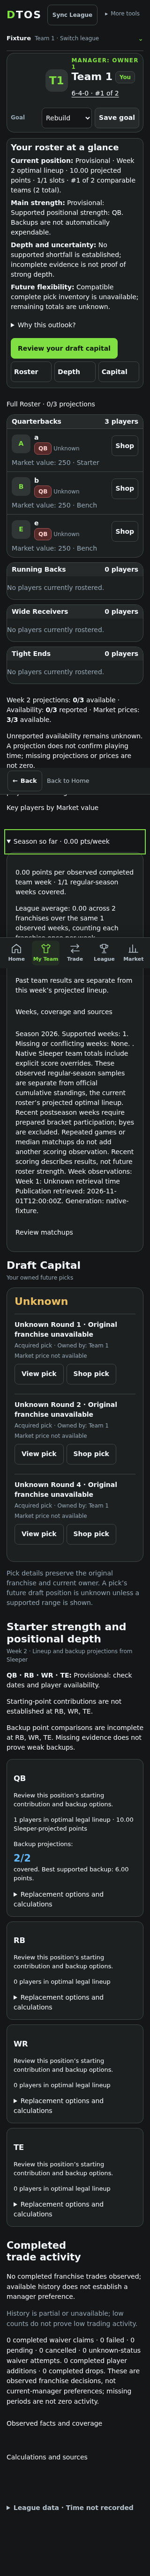 DTOS
Sync League
▸ More tools
Fixture Team 1 · Switch league
MANAGER: OWNER
1
T1
Team 1 You
6-4-0 · #1 of 2
Goal
Rebuild
Save goal
Your roster at a glance
Current position: Provisional · Week
2 optimal lineup · 10.00 projected
points · 1/1 slots · #1 of 2 comparable
teams (2 total).
Main strength: Provisional:
Supported positional strength: QB.
Backups are not automatically
expendable.
Depth and uncertainty: No
supported shortfall is established;
incomplete evidence is not proof of
strong depth.
Future flexibility: Compatible
complete pick inventory is unavailable;
remaining totals are unknown.
▸ Why this outlook?
Review your draft capital
Roster
Depth
Capital
Full Roster · 0/3 projections
Quarterbacks
3 players
A
a
QB Unknown
Shop
Market value: 250 · Starter
B
b
QB Unknown
Shop
Market value: 250 · Bench
E
e
QB Unknown
Shop
Market value: 250 · Bench
Running Backs
0 players
No players currently rostered.
Wide Receivers
0 players
No players currently rostered.
Tight Ends
0 players
No players currently rostered.
Week 2 projections: 0/3 available ·
Availability: 0/3 reported · Market prices:
3/3 available.
Unreported availability remains unknown.
A projection does not confirm playing
time; missing projections or prices are
not zero.
← Back
Back to Home
Key players by Market value
▾ Season so far · 0.00 pts/week
0.00 points per observed completed
team week · 1/1 regular-season
weeks covered.
League average: 0.00 across 2
franchises over the same 1
observed weeks, counting each
Home
My Team
Trade
League
Market
Past team results are separate from
this week's projected lineup.
Weeks, coverage and sources
Season 2026. Supported weeks: 1.
Missing or conflicting weeks: None. .
Native Sleeper team totals may
include explicit score overrides. These
observed regular-season samples
are separate from official
cumulative standings, the current
roster's projected optimal lineup.
Recent postseason weeks require
prepared bracket participation; byes
are excluded. Repeated games or
rematch matchups do not add
another scoring observation. Recent
scoring describes results, not future
team strength. Week observations:
Week 1: Unknown retrieval time
Publication retrieved: 2026-11-
01T12:00:00Z. Generation: native-
fixture.
Review matchups
Draft Capital
Your owned future picks
Unknown
Unknown Round 1 · Original
franchise unavailable
Acquired pick · Owned by: Team 1
Market price not available
View pick
Shop pick
Unknown Round 2 · Original
franchise unavailable
Acquired pick · Owned by: Team 1
Market price not available
View pick
Shop pick
Unknown Round 4 · Original
franchise unavailable
Acquired pick · Owned by: Team 1
Market price not available
View pick
Shop pick
Pick details preserve the original
franchise and current owner. A pick's
future draft position is unknown unless a
supported range is shown.
Starter strength and
positional depth
Week 2 · Lineup and backup projections from
Sleeper
QB · RB · WR · TE: Provisional: check
dates and player availability.
Starting-point contributions are not
established at RB, WR, TE.
Backup point comparisons are incomplete
at RB, WR, TE. Missing evidence does not
prove weak backups.
QB
Review this position's starting
contribution and backup options.
1 players in optimal legal lineup · 10.00
Sleeper-projected points
Backup projections:
2/2
covered. Best supported backup: 6.00
points.
▸ Replacement options and
calculations
RB
Review this position's starting
contribution and backup options.
0 players in optimal legal lineup
▸ Replacement options and
calculations
WR
Review this position's starting
contribution and backup options.
0 players in optimal legal lineup
▸ Replacement options and
calculations
TE
Review this position's starting
contribution and backup options.
0 players in optimal legal lineup
▸ Replacement options and
calculations
Completed
trade activity
No completed franchise trades observed;
available history does not establish a
manager preference.
History is partial or unavailable; low
counts do not prove low trading activity.
0 completed waiver claims · 0 failed · 0
pending · 0 cancelled · 0 unknown-status
waiver attempts. 0 completed player
additions · 0 completed drops. These are
observed franchise decisions, not
current-manager preferences; missing
periods are not zero activity.
Observed facts and coverage
Calculations and sources
▸ League data · Time not recorded